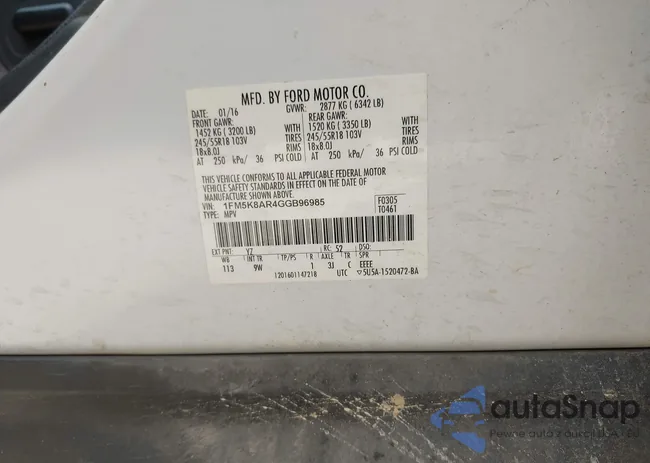 MFD. BY FORD MOTOR CO.
DATE: 01/16 GVWR: 2877 KG ( 6342 LB)
FRONT GAWR: REAR GAWR:
1452 KG ( 3200 LB) 1520 KG ( 3350 LB)
245/55R18 103V TIRES 245/55R18 103V TIRES
18x8.0J RIMS 18x8.0J RIMS
AT 250 kPa/ 36 PSI COLD AT 250 kPa/ 36 PSI COLD
THIS VEHICLE CONFORMS TO ALL APPLICABLE FEDERAL MOTOR
VEHICLE SAFETY STANDARDS IN EFFECT ON THE DATE OF
MANUFACTURE SHOWN ABOVE.
VIN: 1FM5K8AR4GGB96985 F0305
TYPE: MPV T0461
EXT PNT: YZ RC: 52 DSO:
WB INT TR TP/PS R AXLE TR SPR
113 9W 1 3J C EEEE
1201601147218 UTC ▽5USA-1520472-BA
autoSnap
Pewne auta z aukcji